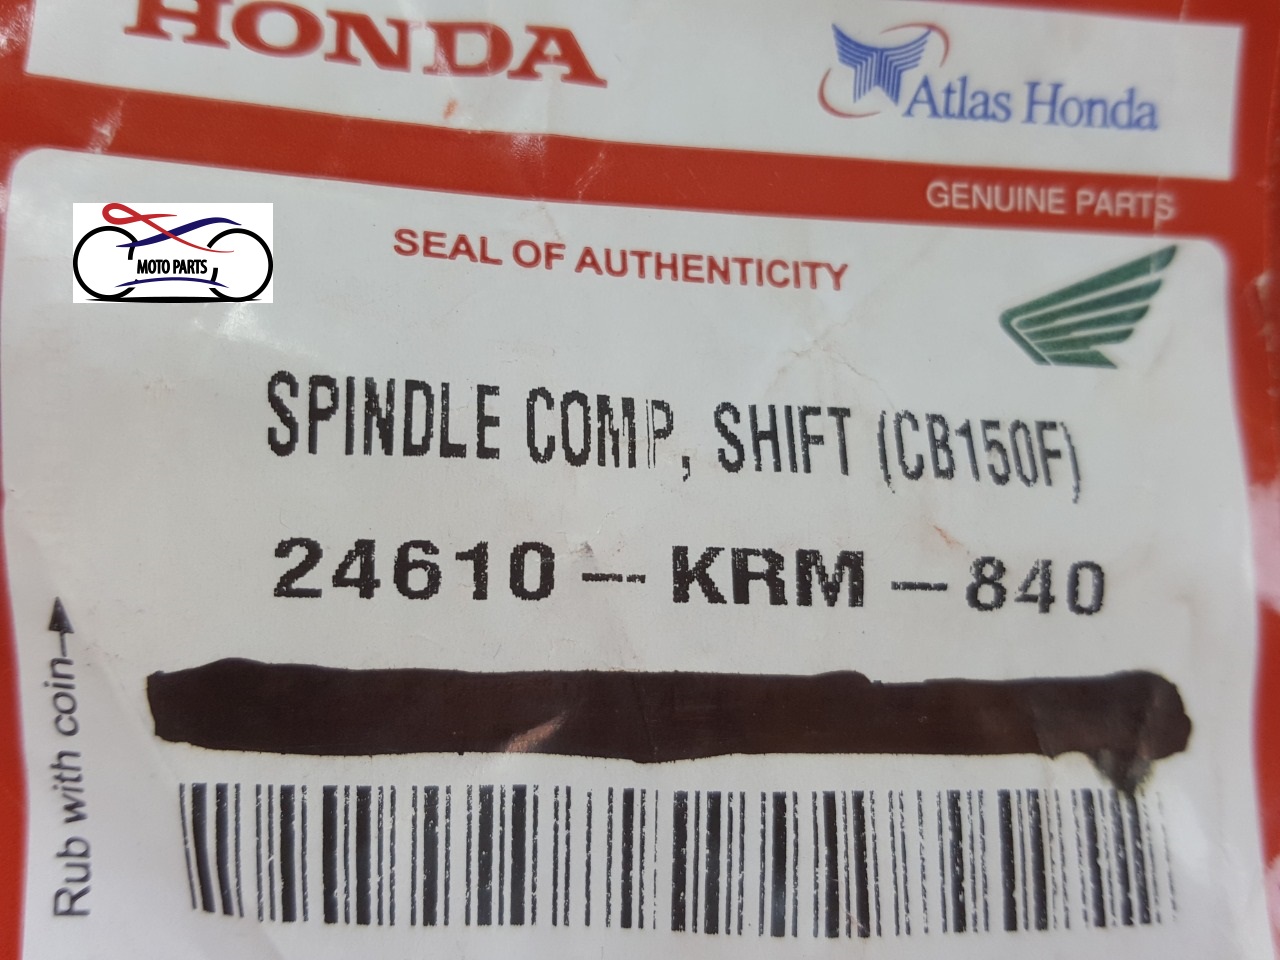 HONDA
Atlas Honda
GENUINE PARTS
MOTO PARTS
SEAL OF AUTHENTICITY
SPINDLE COMP, SHIFT (CB150F)
24610-KRM-840
Rub with coin